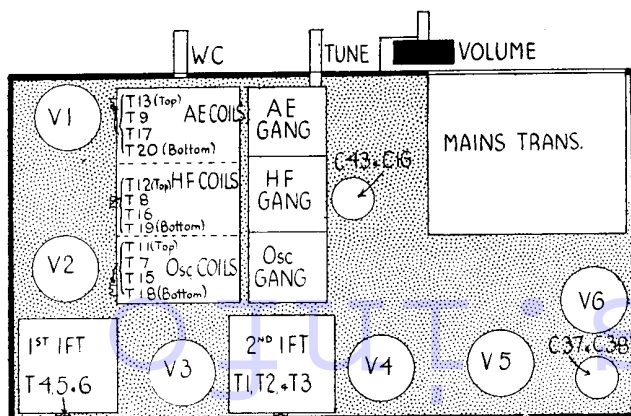 WC
TUNE
VOLUME
V1
T13 (Top)
T9
T17
T20 (Bottom)
AE COILS
AE
GANG
MAINS TRANS.
T12 (Top)
T8
T16
T19 (Bottom)
HF COILS
HF
GANG
C43 & C16
V2
T11 (Top)
T7
T15
T18 (Bottom)
Osc COILS
Osc
GANG
V6
1ST IFT
T4.5.6
V3
2ND IFT
T1,T2,&T3
V4
V5
C37 & C38